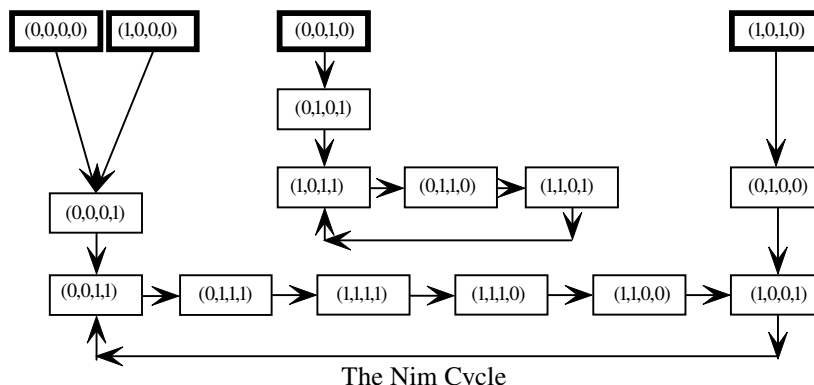 (0,0,0,0) (1,0,0,0) (0,0,1,0) (1,0,1,0)
(0,1,0,1)
(1,0,1,1) (0,1,1,0) (1,1,0,1) (0,1,0,0)
(0,0,0,1)
(0,0,1,1) (0,1,1,1) (1,1,1,1) (1,1,1,0) (1,1,0,0) (1,0,0,1)
The Nim Cycle